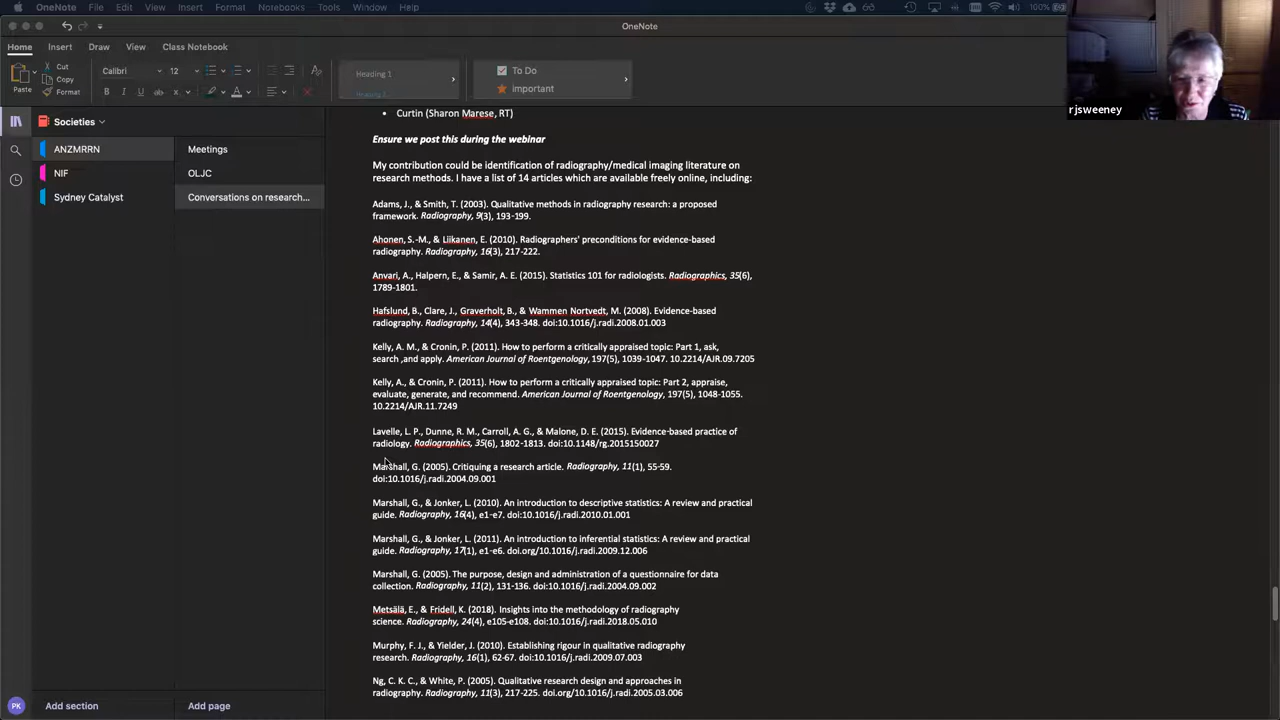 OneNote File Edit View Insert Format Notebooks Tools Window Help 100%
OneNote
Home Insert Draw View Class Notebook
Paste
Cut
Copy
Format
Calibri 12
B I U ab x A
Heading 1
Heading 2
To Do
important
rjsweeney
Societies
ANZMRRN
NIF
Sydney Catalyst
Meetings
OLJC
Conversations on research...
Curtin (Sharon Marese, RT)
Ensure we post this during the webinar
My contribution could be identification of radiography/medical imaging literature on
research methods. I have a list of 14 articles which are available freely online, including:
Adams, J., & Smith, T. (2003). Qualitative methods in radiography research: a proposed
framework. Radiography, 9(3), 193-199.
Ahonen, S.-M., & Liikanen, E. (2010). Radiographers' preconditions for evidence-based
radiography. Radiography, 16(3), 217-222.
Anvari, A., Halpern, E., & Samir, A. E. (2015). Statistics 101 for radiologists. Radiographics, 35(6),
1789-1801.
Hafslund, B., Clare, J., Graverholt, B., & Wammen Nortvedt, M. (2008). Evidence-based
radiography. Radiography, 14(4), 343-348. doi:10.1016/j.radi.2008.01.003
Kelly, A. M., & Cronin, P. (2011). How to perform a critically appraised topic: Part 1, ask,
search ,and apply. American Journal of Roentgenology, 197(5), 1039-1047. 10.2214/AJR.09.7205
Kelly, A., & Cronin, P. (2011). How to perform a critically appraised topic: Part 2, appraise,
evaluate, generate, and recommend. American Journal of Roentgenology, 197(5), 1048-1055.
10.2214/AJR.11.7249
Lavelle, L. P., Dunne, R. M., Carroll, A. G., & Malone, D. E. (2015). Evidence-based practice of
radiology. Radiographics, 35(6), 1802-1813. doi:10.1148/rg.2015150027
Marshall, G. (2005). Critiquing a research article. Radiography, 11(1), 55-59.
doi:10.1016/j.radi.2004.09.001
Marshall, G., & Jonker, L. (2010). An introduction to descriptive statistics: A review and practical
guide. Radiography, 16(4), e1-e7. doi:10.1016/j.radi.2010.01.001
Marshall, G., & Jonker, L. (2011). An introduction to inferential statistics: A review and practical
guide. Radiography, 17(1), e1-e6. doi.org/10.1016/j.radi.2009.12.006
Marshall, G. (2005). The purpose, design and administration of a questionnaire for data
collection. Radiography, 11(2), 131-136. doi:10.1016/j.radi.2004.09.002
Metsälä, E., & Fridell, K. (2018). Insights into the methodology of radiography
science. Radiography, 24(4), e105-e108. doi:10.1016/j.radi.2018.05.010
Murphy, F. J., & Yielder, J. (2010). Establishing rigour in qualitative radiography
research. Radiography, 16(1), 62-67. doi:10.1016/j.radi.2009.07.003
Ng, C. K. C., & White, P. (2005). Qualitative research design and approaches in
radiography. Radiography, 11(3), 217-225. doi.org/10.1016/j.radi.2005.03.006
PK
Add section
Add page